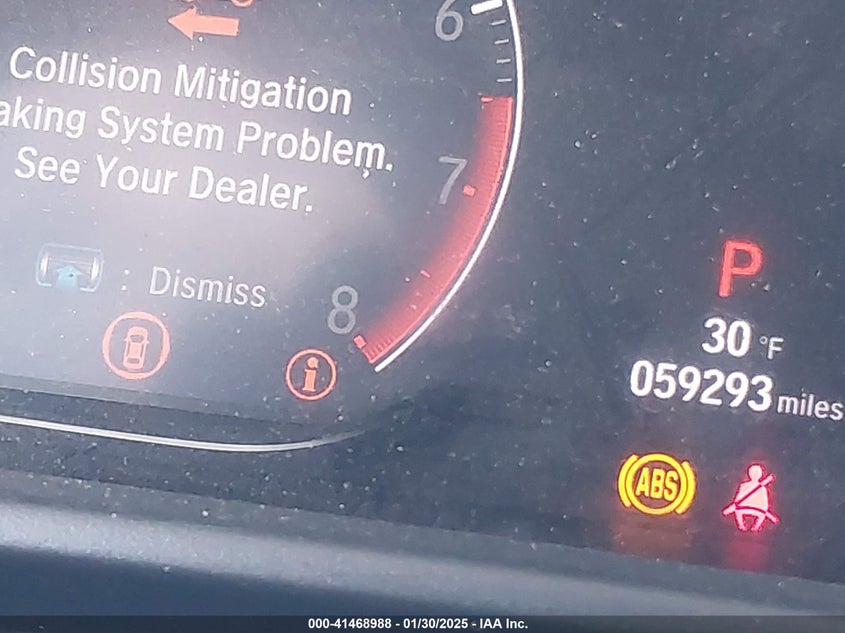 6
Collision Mitigation
aking System Problem.
See Your Dealer.
7
: Dismiss
8
i
P
30 °F
059293 miles
ABS
000-41468988 - 01/30/2025 - IAA Inc.